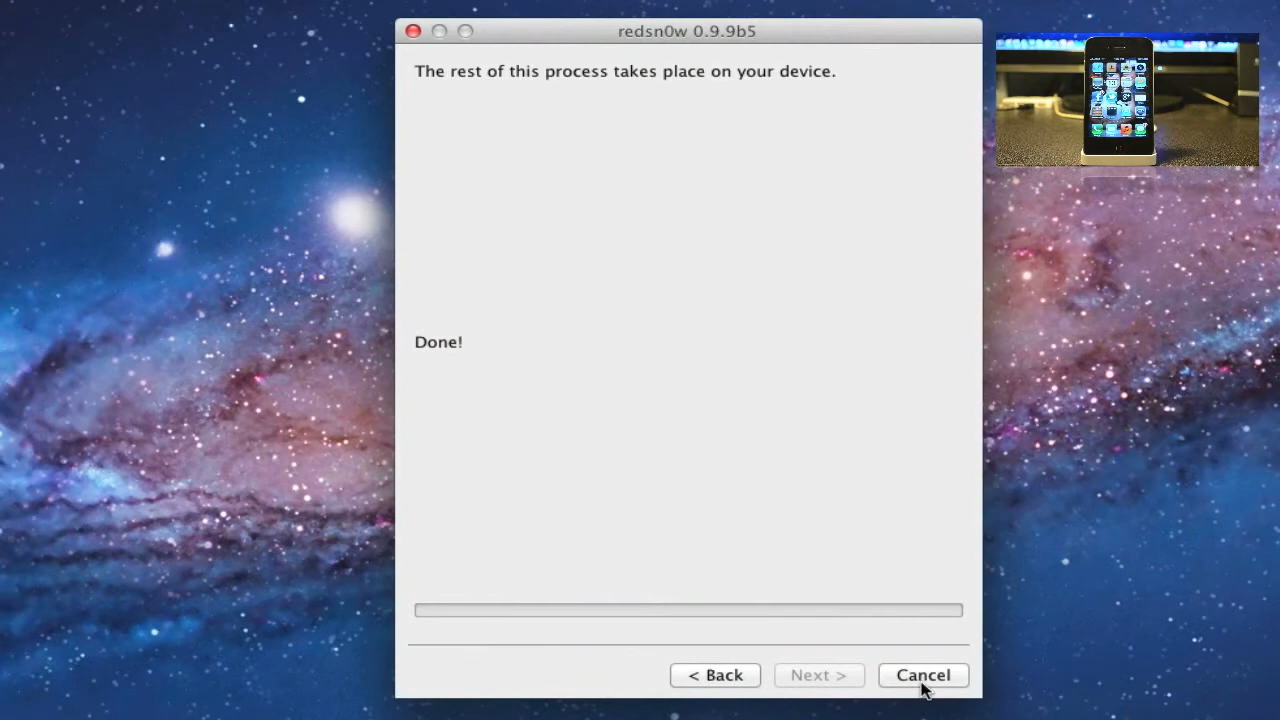 redsn0w 0.9.9b5
The rest of this process takes place on your device.
Done!
< Back
Next >
Cancel